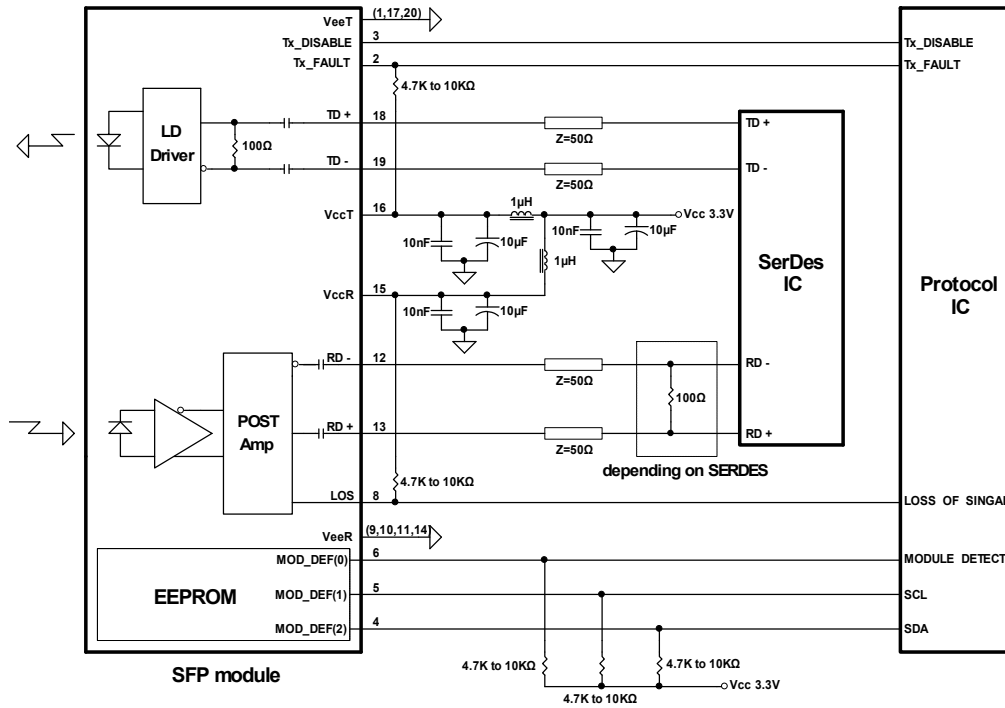 VeeT (1,17,20)
Tx_DISABLE 3 Tx_DISABLE
Tx_FAULT 2 Tx_FAULT
4.7K to 10KΩ
LD
Driver
100Ω
TD + 18 Z=50Ω TD +
TD - 19 Z=50Ω TD -
VccT 16 1µH Vcc 3.3V
10nF 10µF 10nF 10µF
1µH
VccR 15
10nF 10µF
SerDes
IC
Protocol
IC
RD - 12 Z=50Ω RD -
100Ω
POST
Amp
RD + 13 Z=50Ω RD +
depending on SERDES
4.7K to 10KΩ
LOS 8 LOSS OF SINGAL
VeeR (9,10,11,14)
EEPROM
MOD_DEF(0) 6 MODULE DETECT
MOD_DEF(1) 5 SCL
MOD_DEF(2) 4 SDA
4.7K to 10KΩ 4.7K to 10KΩ
4.7K to 10KΩ
Vcc 3.3V
SFP module